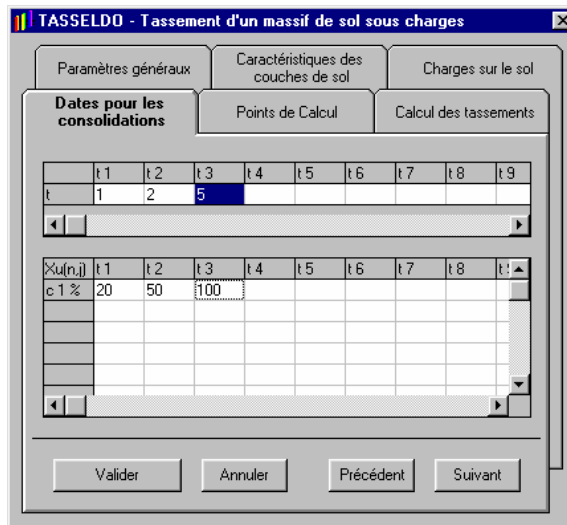 TASSELDO - Tassement d'un massif de sol sous charges
Paramètres généraux
Caractéristiques des
couches de sol
Charges sur le sol
Dates pour les
consolidations
Points de Calcul
Calcul des tassements
t 1 t 2 t 3 t 4 t 5 t 6 t 7 t 8 t 9
t 1 2 5
Xu(n,j) t 1 t 2 t 3 t 4 t 5 t 6 t 7 t 8
c 1 % 20 50 100
Valider Annuler Précédent Suivant